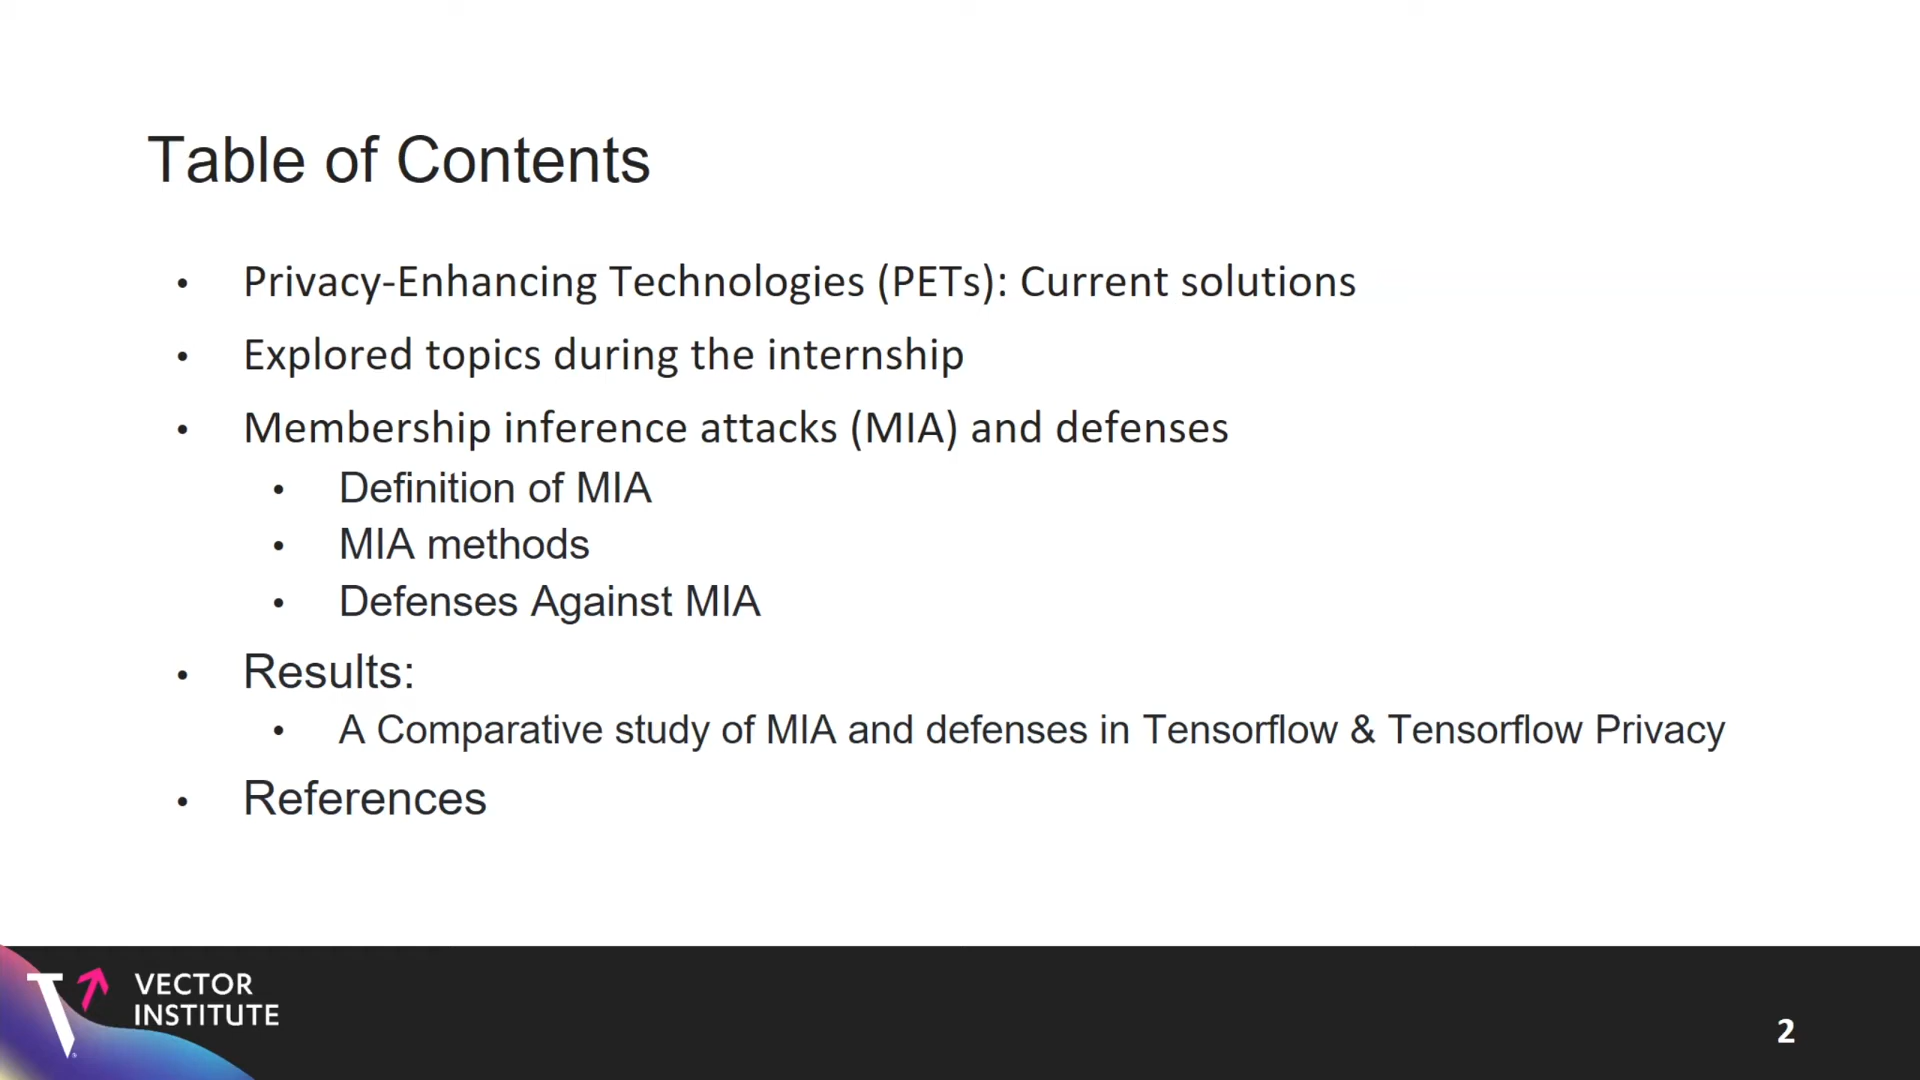 Table of Contents
• Privacy-Enhancing Technologies (PETs): Current solutions
• Explored topics during the internship
• Membership inference attacks (MIA) and defenses
• Definition of MIA
• MIA methods
• Defenses Against MIA
• Results:
• A Comparative study of MIA and defenses in Tensorflow & Tensorflow Privacy
• References
VECTOR
INSTITUTE
2